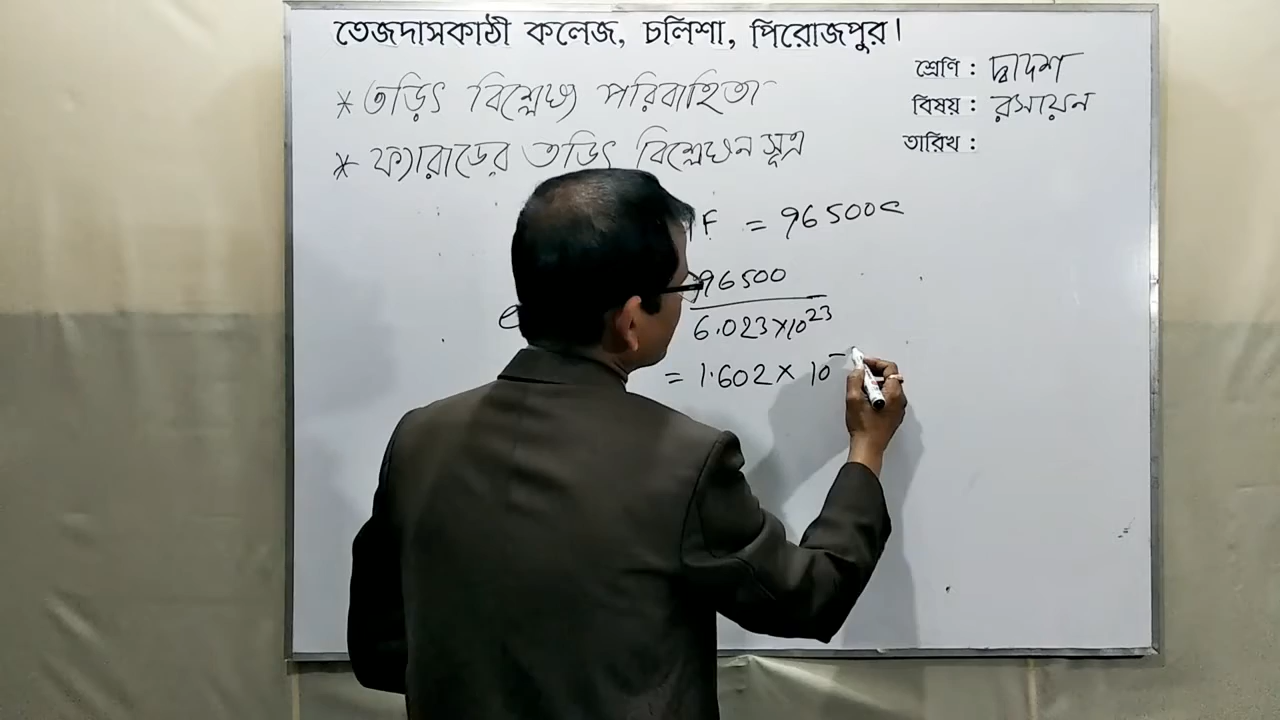 তেজদাসকাঠী কলেজ, চলিশা, পিরোজপুর।
শ্রেণি : দ্বাদশ
বিষয় : রসায়ন
তারিখ :
* তড়িৎ বিশ্লেষ্য পরিবাহিতা
* ফ্যারাডের তড়িৎ বিশ্লেষন সূত্র
F = 96500C
e
96500
6.023×10²³
= 1.602 × 10⁻